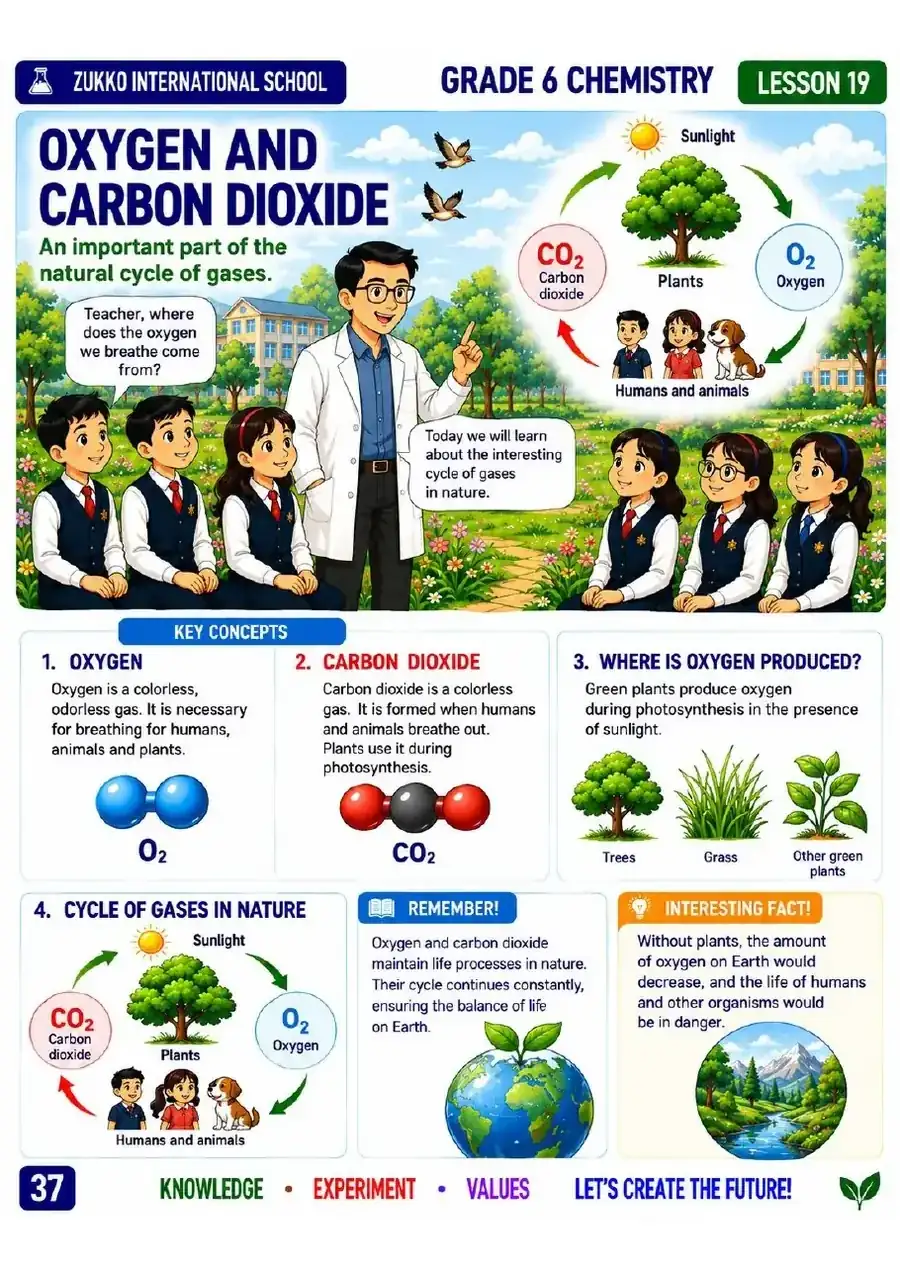 ZUKKO INTERNATIONAL SCHOOL
GRADE 6 CHEMISTRY
LESSON 19
OXYGEN AND
CARBON DIOXIDE
An important part of the
natural cycle of gases.
Teacher, where
does the oxygen
we breathe come
from?
Today we will learn
about the interesting
cycle of gases
in nature.
Sunlight
CO₂
Carbon
dioxide
Plants
O₂
Oxygen
Humans and animals
KEY CONCEPTS
1. OXYGEN
Oxygen is a colorless,
odorless gas. It is necessary
for breathing for humans,
animals and plants.
O₂
2. CARBON DIOXIDE
Carbon dioxide is a colorless
gas. It is formed when humans
and animals breathe out.
Plants use it during
photosynthesis.
CO₂
3. WHERE IS OXYGEN PRODUCED?
Green plants produce oxygen
during photosynthesis in the presence
of sunlight.
Trees
Grass
Other green
plants
4. CYCLE OF GASES IN NATURE
Sunlight
CO₂
Carbon
dioxide
Plants
O₂
Oxygen
Humans and animals
REMEMBER!
Oxygen and carbon dioxide
maintain life processes in nature.
Their cycle continues constantly,
ensuring the balance of life
on Earth.
INTERESTING FACT!
Without plants, the amount
of oxygen on Earth would
decrease, and the life of humans
and other organisms would
be in danger.
37
KNOWLEDGE • EXPERIMENT • VALUES
LET'S CREATE THE FUTURE!